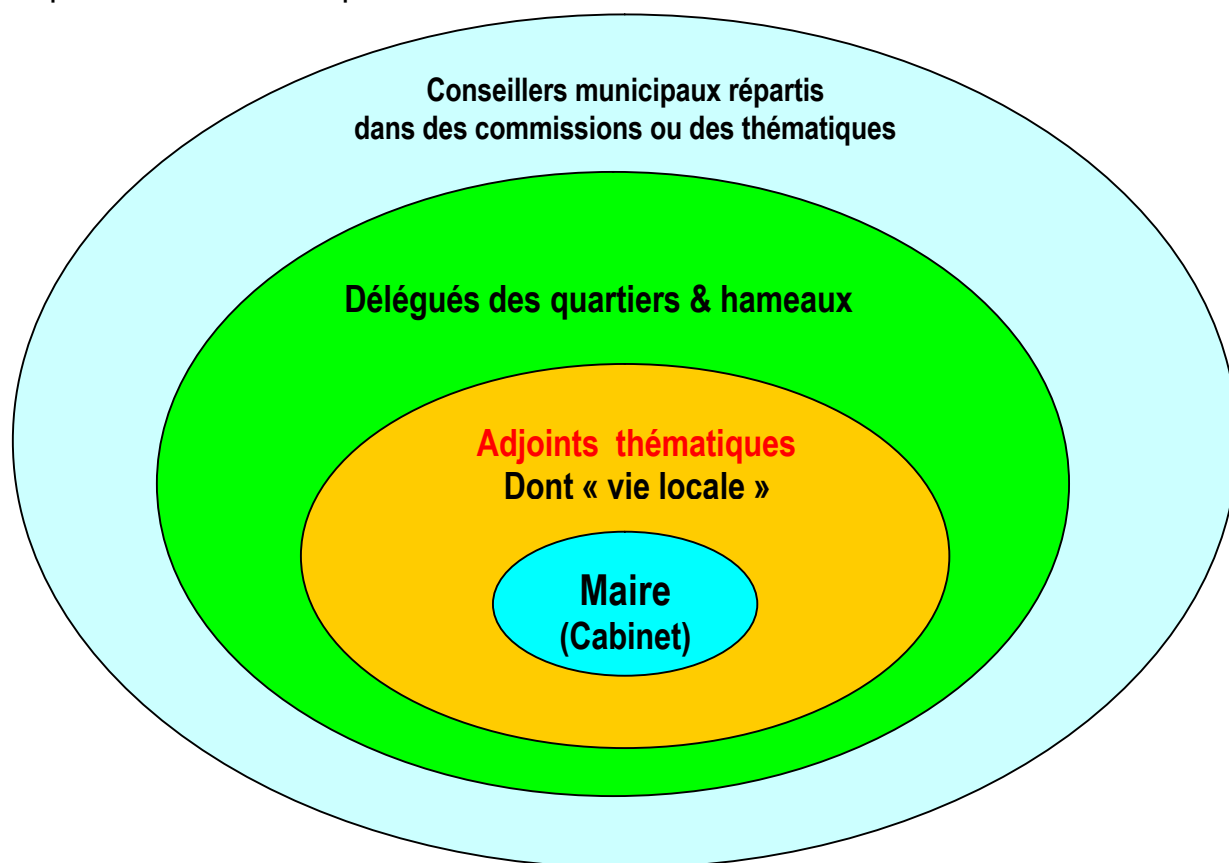 Conseillers municipaux répartis
dans des commissions ou des thématiques
Délégués des quartiers & hameaux
Adjoints thématiques
Dont « vie locale »
Maire
(Cabinet)